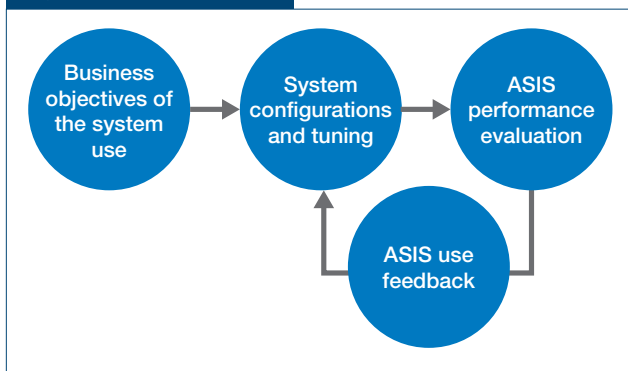 Business
objectives of
the system
use
System
configurations
and tuning
ASIS
performance
evaluation
ASIS use
feedback